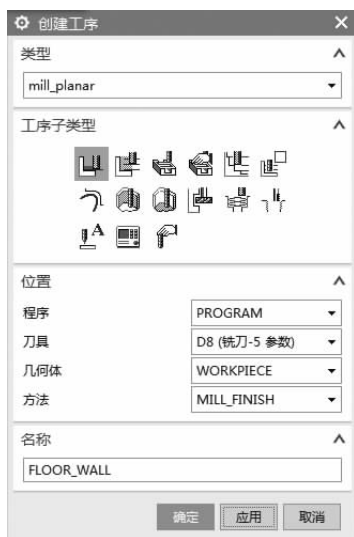 创建工序
类型
mill_planar
工序子类型
A
位置
程序 PROGRAM
刀具 D8 (铣刀-5 参数)
几何体 WORKPIECE
方法 MILL_FINISH
名称
FLOOR_WALL
确定 应用 取消